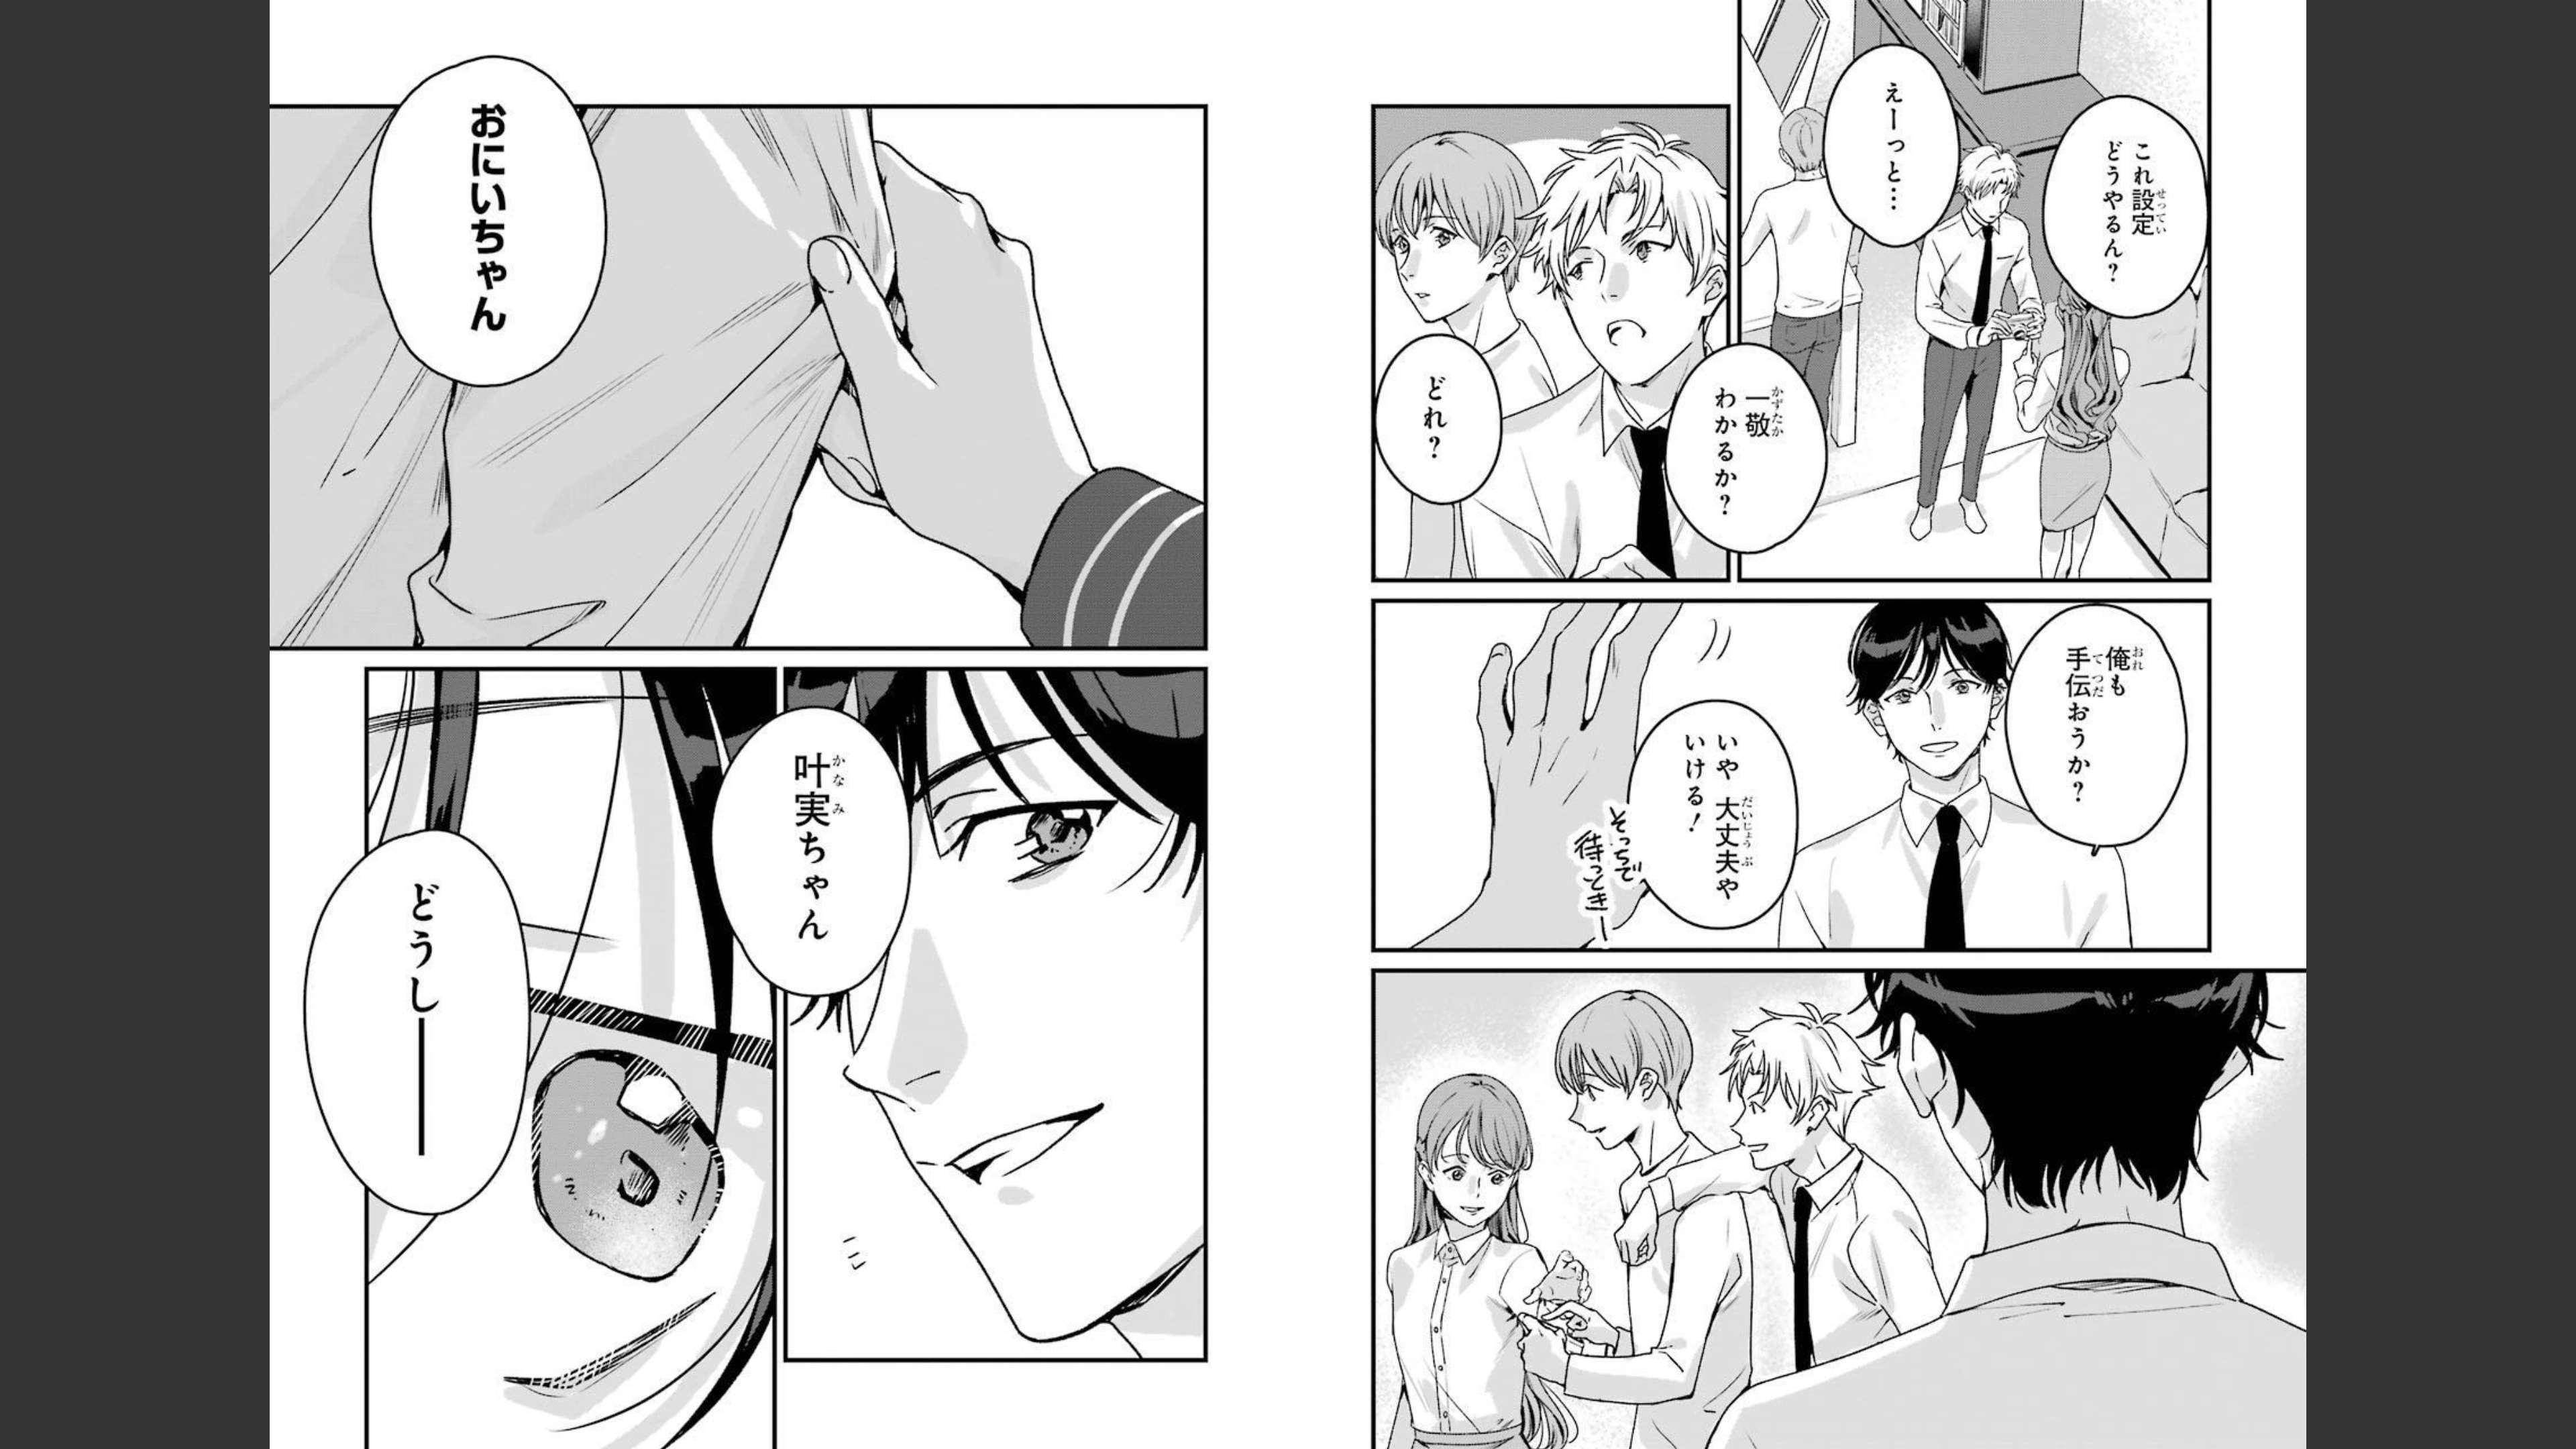 これ設定
どうやるん？
えーっと…
一敬
わかるか？
どれ？
俺も
手伝おうか？
いや 大丈夫や
いける！
そっちで
待っときー
おにいちゃん
叶実ちゃん
どうし――